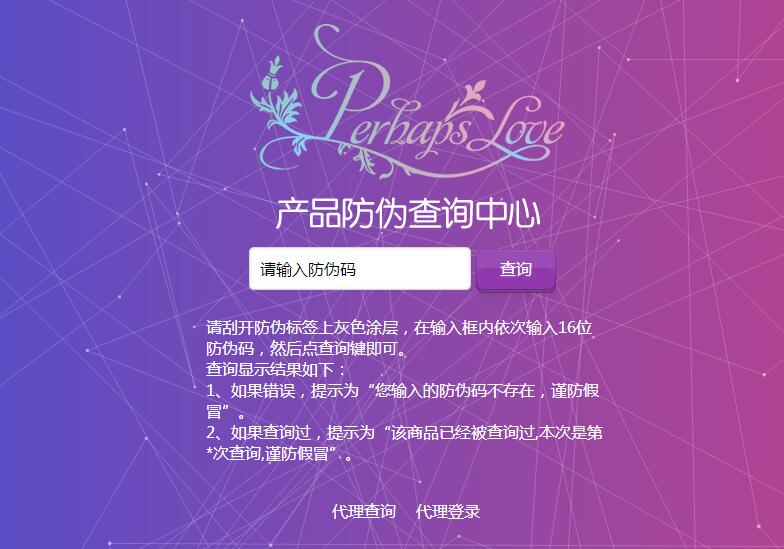 Perhaps Love
产品防伪查询中心
请输入防伪码 查询
请刮开防伪标签上灰色涂层，在输入框内依次输入16位
防伪码，然后点查询键即可。
查询显示结果如下：
1、如果错误，提示为“您输入的防伪码不存在，谨防假
冒”。
2、如果查询过，提示为“该商品已经被查询过,本次是第
*次查询,谨防假冒”。
代理查询 代理登录